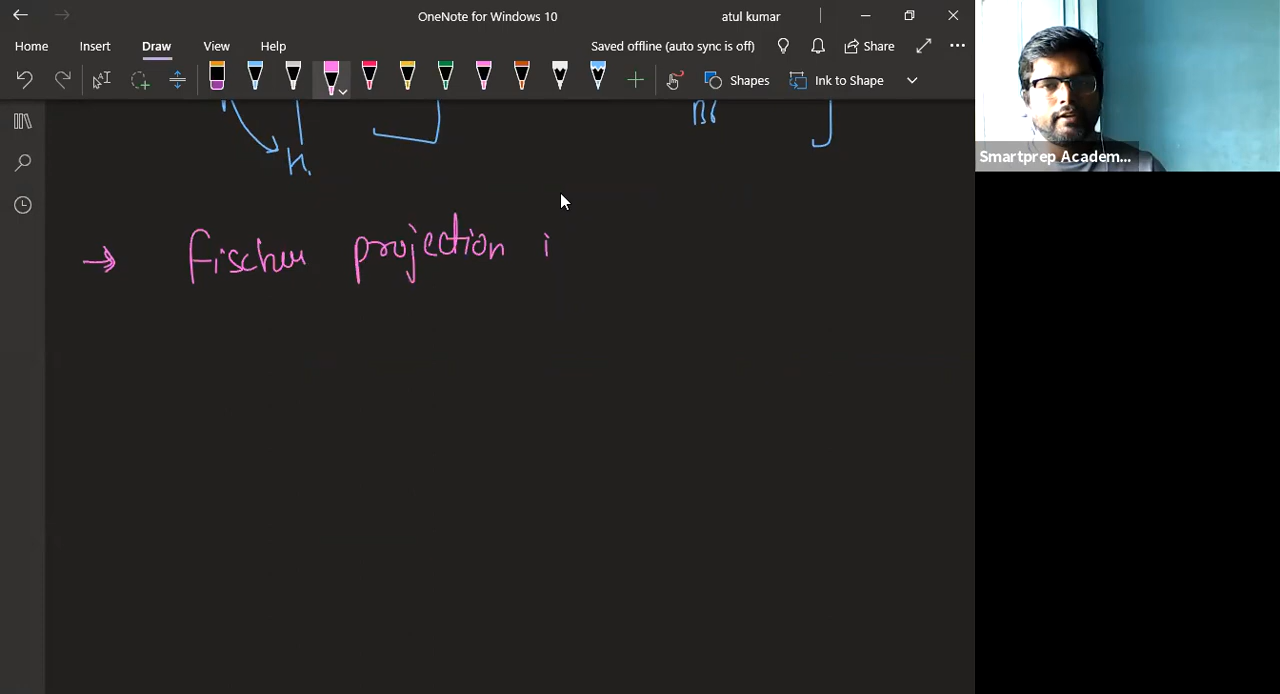 OneNote for Windows 10
atul kumar
Home Insert Draw View Help
Saved offline (auto sync is off)
Share
Shapes
Ink to Shape
Br
H
Smartprep Academ...
→ Fischer projection i